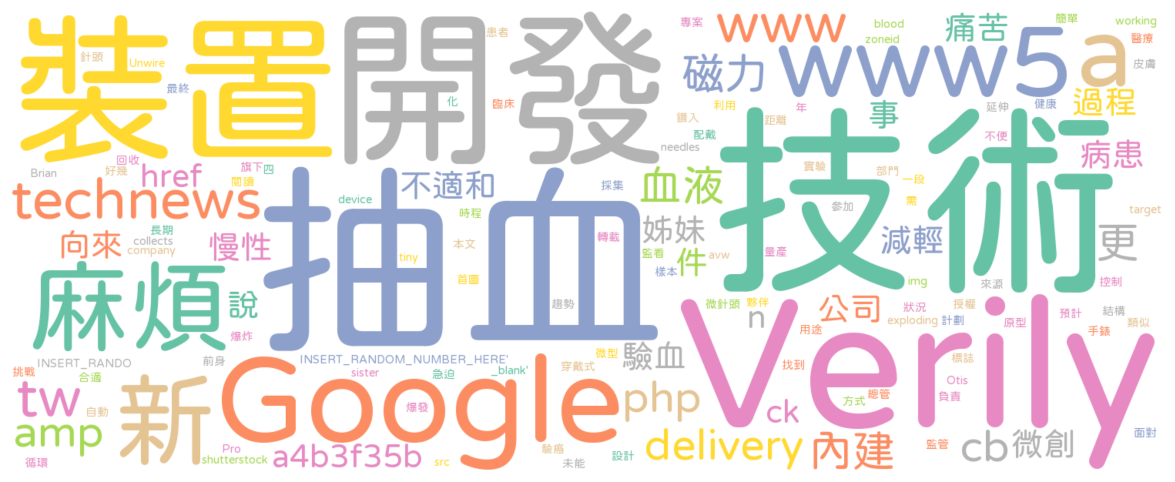 裝置
開發
抽血
技術
Verily
Google
新
麻煩
www5
www
a
technews
href
tw
amp
php
delivery
內建
cb
微創
ck
n
a4b3f35b
驗血
公司
件
姊妹
血液
不適和
磁力
痛苦
過程
事
病患
減輕
更
向來
慢性
說
專案
blood
zoneid
簡單
working
醫療
皮膚
針頭
Unwire
最終
患者
化
臨床
利用
年
距離
延伸
健康
不便
攝入
配戴
needles
回收
旗下
四
好幾
閱讀
Brian
採集
實驗
部門
一段
需
參加
target
device
時程
長期
collects
company
本文
tiny
轉載
監看
樣本
avw
量產
首圖
img
來源
控制
趨勢
微針頭
夥伴
狀況
授權
exploding
計劃
原型
預計
結構
類似
手錶
爆炸
INSERT_RANDO
前身
INSERT_RANDOM_NUMBER_HERE'
_blank'
微型
用途
挑戰
合適
sister
急迫
穿戴式
找到
標誌
Otis
自動
爆發
方式
總管
負責
Pro
shutterstock
循環
src
驗癌
未能
設計
監管
面對